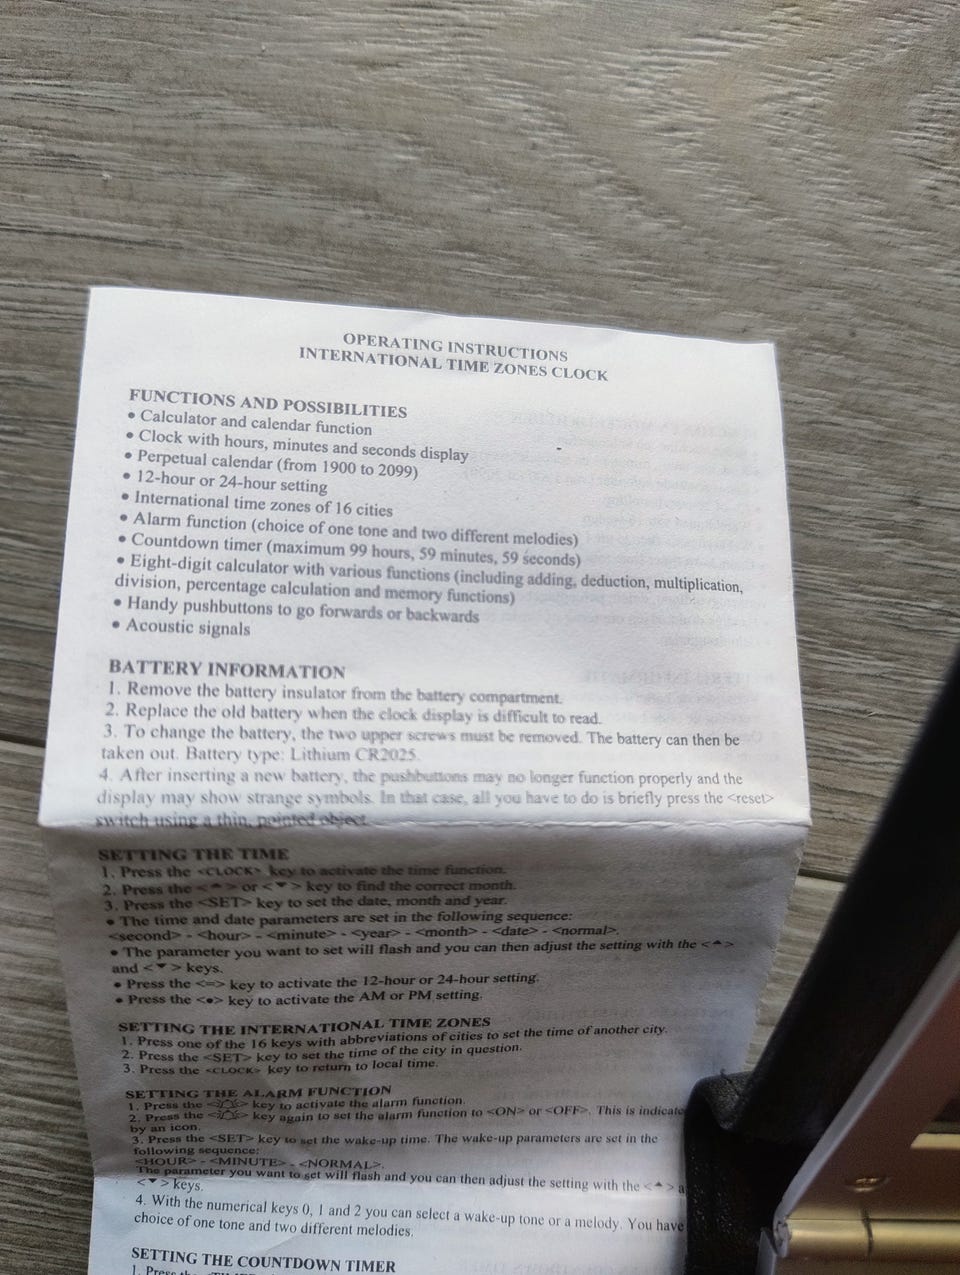 OPERATING INSTRUCTIONS
INTERNATIONAL TIME ZONES CLOCK
FUNCTIONS AND POSSIBILITIES
• Calculator and calendar function
• Clock with hours, minutes and seconds display
• Perpetual calendar (from 1900 to 2099)
• 12-hour or 24-hour setting
• International time zones of 16 cities
• Alarm function (choice of one tone and two different melodies)
• Countdown timer (maximum 99 hours, 59 minutes, 59 seconds)
• Eight-digit calculator with various functions (including adding, deduction, multiplication,
division, percentage calculation and memory functions)
• Handy pushbuttons to go forwards or backwards
• Acoustic signals
BATTERY INFORMATION
1. Remove the battery insulator from the battery compartment.
2. Replace the old battery when the clock display is difficult to read.
3. To change the battery, the two upper screws must be removed. The battery can then be
taken out. Battery type: Lithium CR2025.
4. After inserting a new battery, the pushbuttons may no longer function properly and the
display may show strange symbols. In that case, all you have to do is briefly press the <reset>
switch using a thin, pointed object.
SETTING THE TIME
1. Press the <CLOCK> key to activate the time function.
2. Press the <▲> or <▼> key to find the correct month.
3. Press the <SET> key to set the date, month and year.
• The time and date parameters are set in the following sequence:
<second> - <hour> - <minute> - <year> - <month> - <date> - <normal>.
• The parameter you want to set will flash and you can then adjust the setting with the <▲>
and <▼> keys.
• Press the <=> key to activate the 12-hour or 24-hour setting.
• Press the <•> key to activate the AM or PM setting.
SETTING THE INTERNATIONAL TIME ZONES
1. Press one of the 16 keys with abbreviations of cities to set the time of another city.
2. Press the <SET> key to set the time of the city in question.
3. Press the <CLOCK> key to return to local time.
SETTING THE ALARM FUNCTION
1. Press the < > key to activate the alarm function.
2. Press the < > key again to set the alarm function to <ON> or <OFF>. This is indicate
by an icon.
3. Press the <SET> key to set the wake-up time. The wake-up parameters are set in the
following sequence:
<HOUR> - <MINUTE> - <NORMAL>.
The parameter you want to set will flash and you can then adjust the setting with the <▲> a
<▼> keys.
4. With the numerical keys 0, 1 and 2 you can select a wake-up tone or a melody. You have
choice of one tone and two different melodies.
SETTING THE COUNTDOWN TIMER
1. Press the